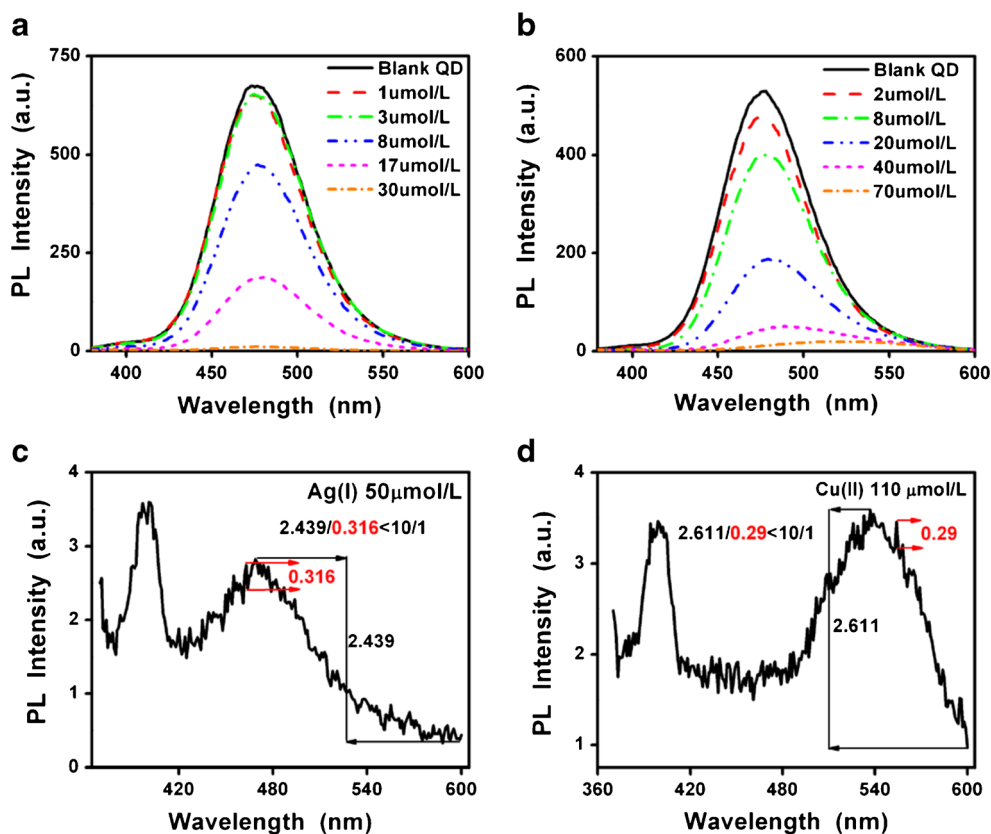 a
PL Intensity (a.u.)
750
500
250
0
Blank QD
1umol/L
3umol/L
8umol/L
17umol/L
30umol/L
400 450 500 550 600
Wavelength (nm)
b
PL Intensity (a.u.)
600
400
200
0
Blank QD
2umol/L
8umol/L
20umol/L
40umol/L
70umol/L
400 450 500 550 600
Wavelength (nm)
c
PL Intensity (a.u.)
4
3
2
1
0
Ag(I) 50μmol/L
2.439/0.316<10/1
0.316
2.439
420 480 540 600
Wavelength (nm)
d
PL Intensity (a.u.)
4
3
2
1
Cu(II) 110 μmol/L
2.611/0.29<10/1
0.29
2.611
360 420 480 540 600
Wavelength (nm)